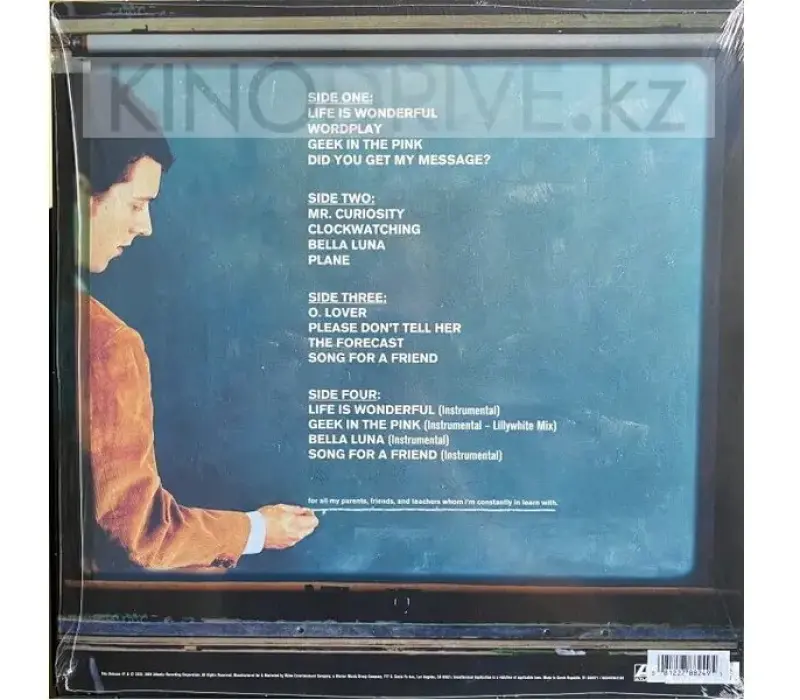 KINODRIVE.kz
SIDE ONE:
LIFE IS WONDERFUL
WORDPLAY
GEEK IN THE PINK
DID YOU GET MY MESSAGE?
SIDE TWO:
MR. CURIOSITY
CLOCKWATCHING
BELLA LUNA
PLANE
SIDE THREE:
O. LOVER
PLEASE DON'T TELL HER
THE FORECAST
SONG FOR A FRIEND
SIDE FOUR:
LIFE IS WONDERFUL (Instrumental)
GEEK IN THE PINK (Instrumental – Lillywhite Mix)
BELLA LUNA (Instrumental)
SONG FOR A FRIEND (Instrumental)
for all my parents, friends, and teachers whom i'm constantly in learn with.